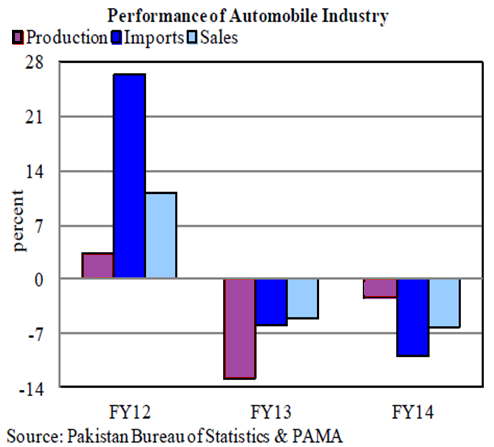 Performance of Automobile Industry
Production Imports Sales
28
21
14
7
0
-7
-14
percent
FY12 FY13 FY14
Source: Pakistan Bureau of Statistics & PAMA